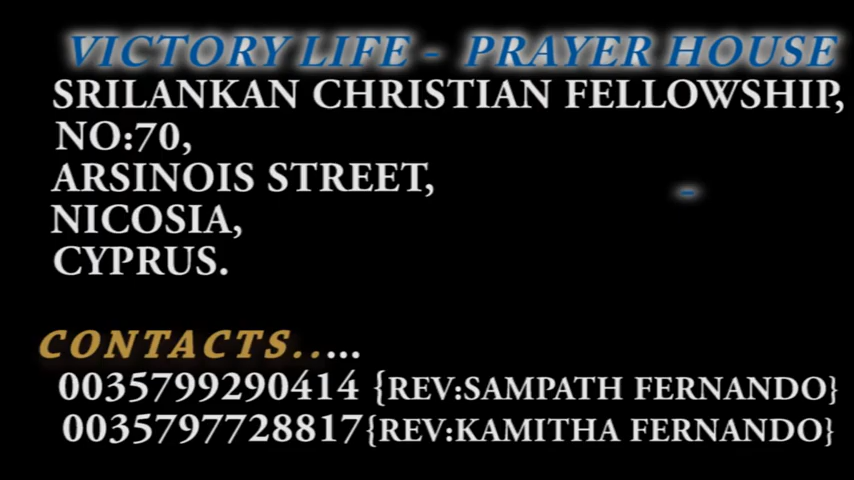 VICTORY LIFE - PRAYER HOUSE
SRILANKAN CHRISTIAN FELLOWSHIP,
NO:70,
ARSINOIS STREET,
-
NICOSIA,
CYPRUS.
CONTACTS.....
0035799290414 {REV:SAMPATH FERNANDO}
0035797728817{REV:KAMITHA FERNANDO}